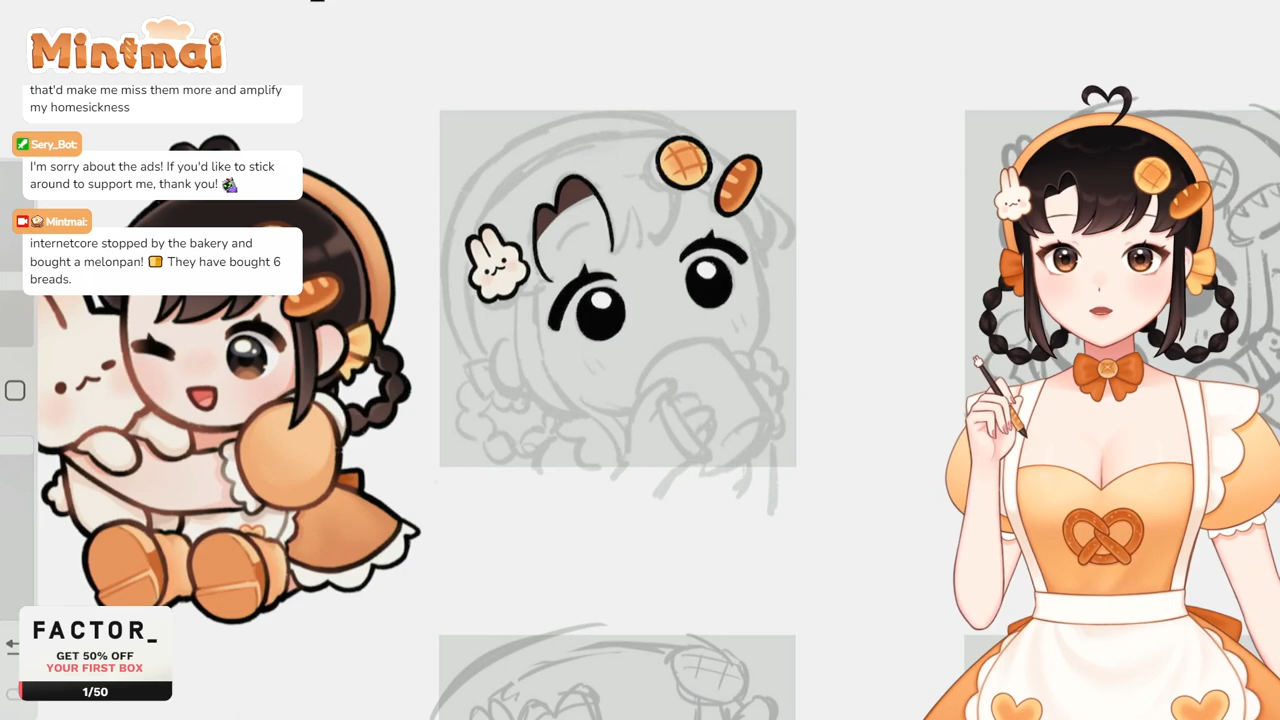 Mintmai
that'd make me miss them more and amplify
my homesickness
Sery_Bot:
I'm sorry about the ads! If you'd like to stick
around to support me, thank you!
Mintmai:
internetcore stopped by the bakery and
bought a melonpan! They have bought 6
breads.
FACTOR_
GET 50% OFF
YOUR FIRST BOX
1/50